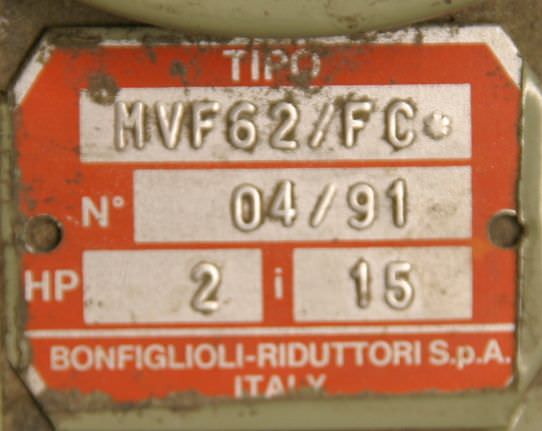 TIPO
MVF62/FC*
N° 04/91
HP 2 i 15
BONFIGLIOLI-RIDUTTORI S.p.A.
ITALY